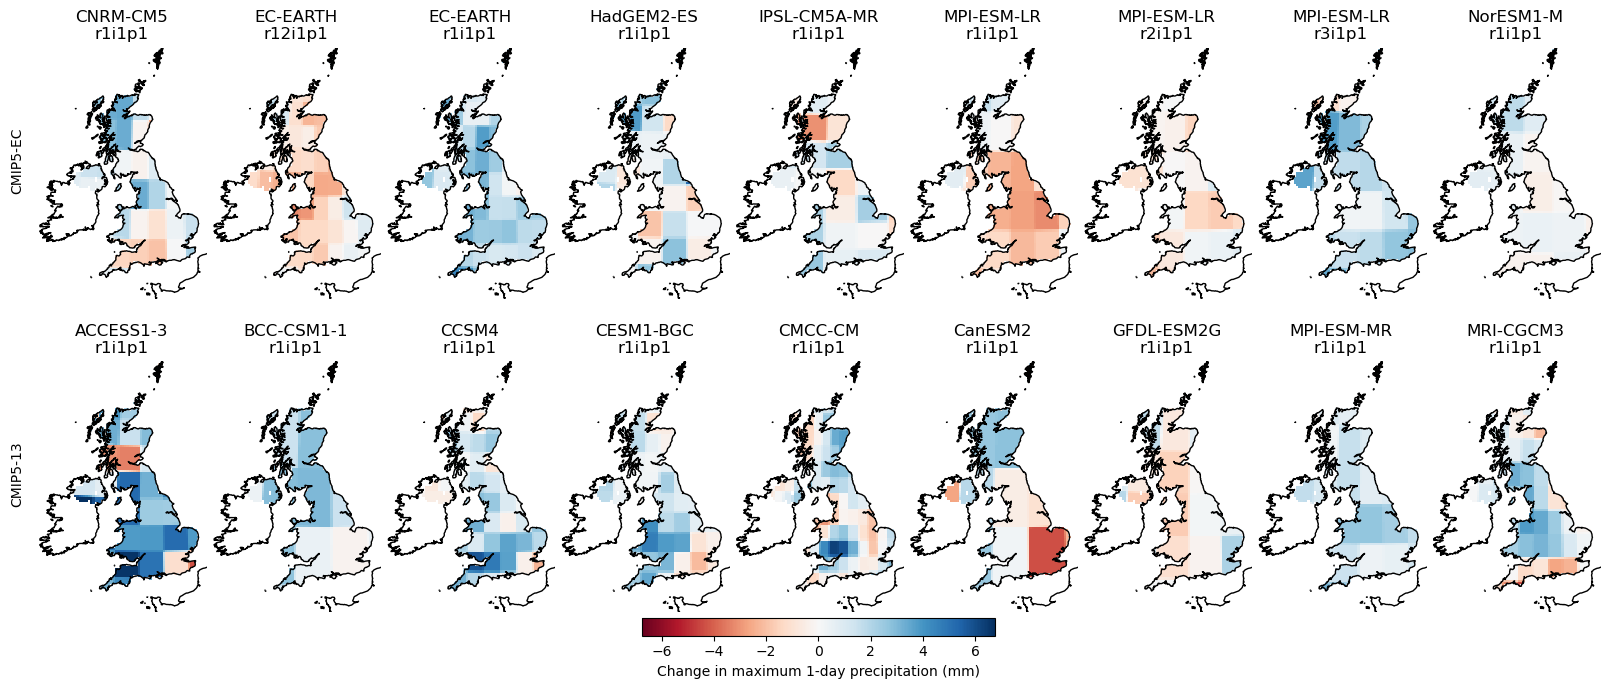 CNRM-CM5 EC-EARTH EC-EARTH HadGEM2-ES IPSL-CM5A-MR MPI-ESM-LR MPI-ESM-LR MPI-ESM-LR NorESM1-M
r1i1p1 r12i1p1 r1i1p1 r1i1p1 r1i1p1 r1i1p1 r2i1p1 r3i1p1 r1i1p1
CMIP5-EC
ACCESS1-3 BCC-CSM1-1 CCSM4 CESM1-BGC CMCC-CM CanESM2 GFDL-ESM2G MPI-ESM-MR MRI-CGCM3
r1i1p1 r1i1p1 r1i1p1 r1i1p1 r1i1p1 r1i1p1 r1i1p1 r1i1p1 r1i1p1
CMIP5-13
−6 −4 −2 0 2 4 6
Change in maximum 1-day precipitation (mm)